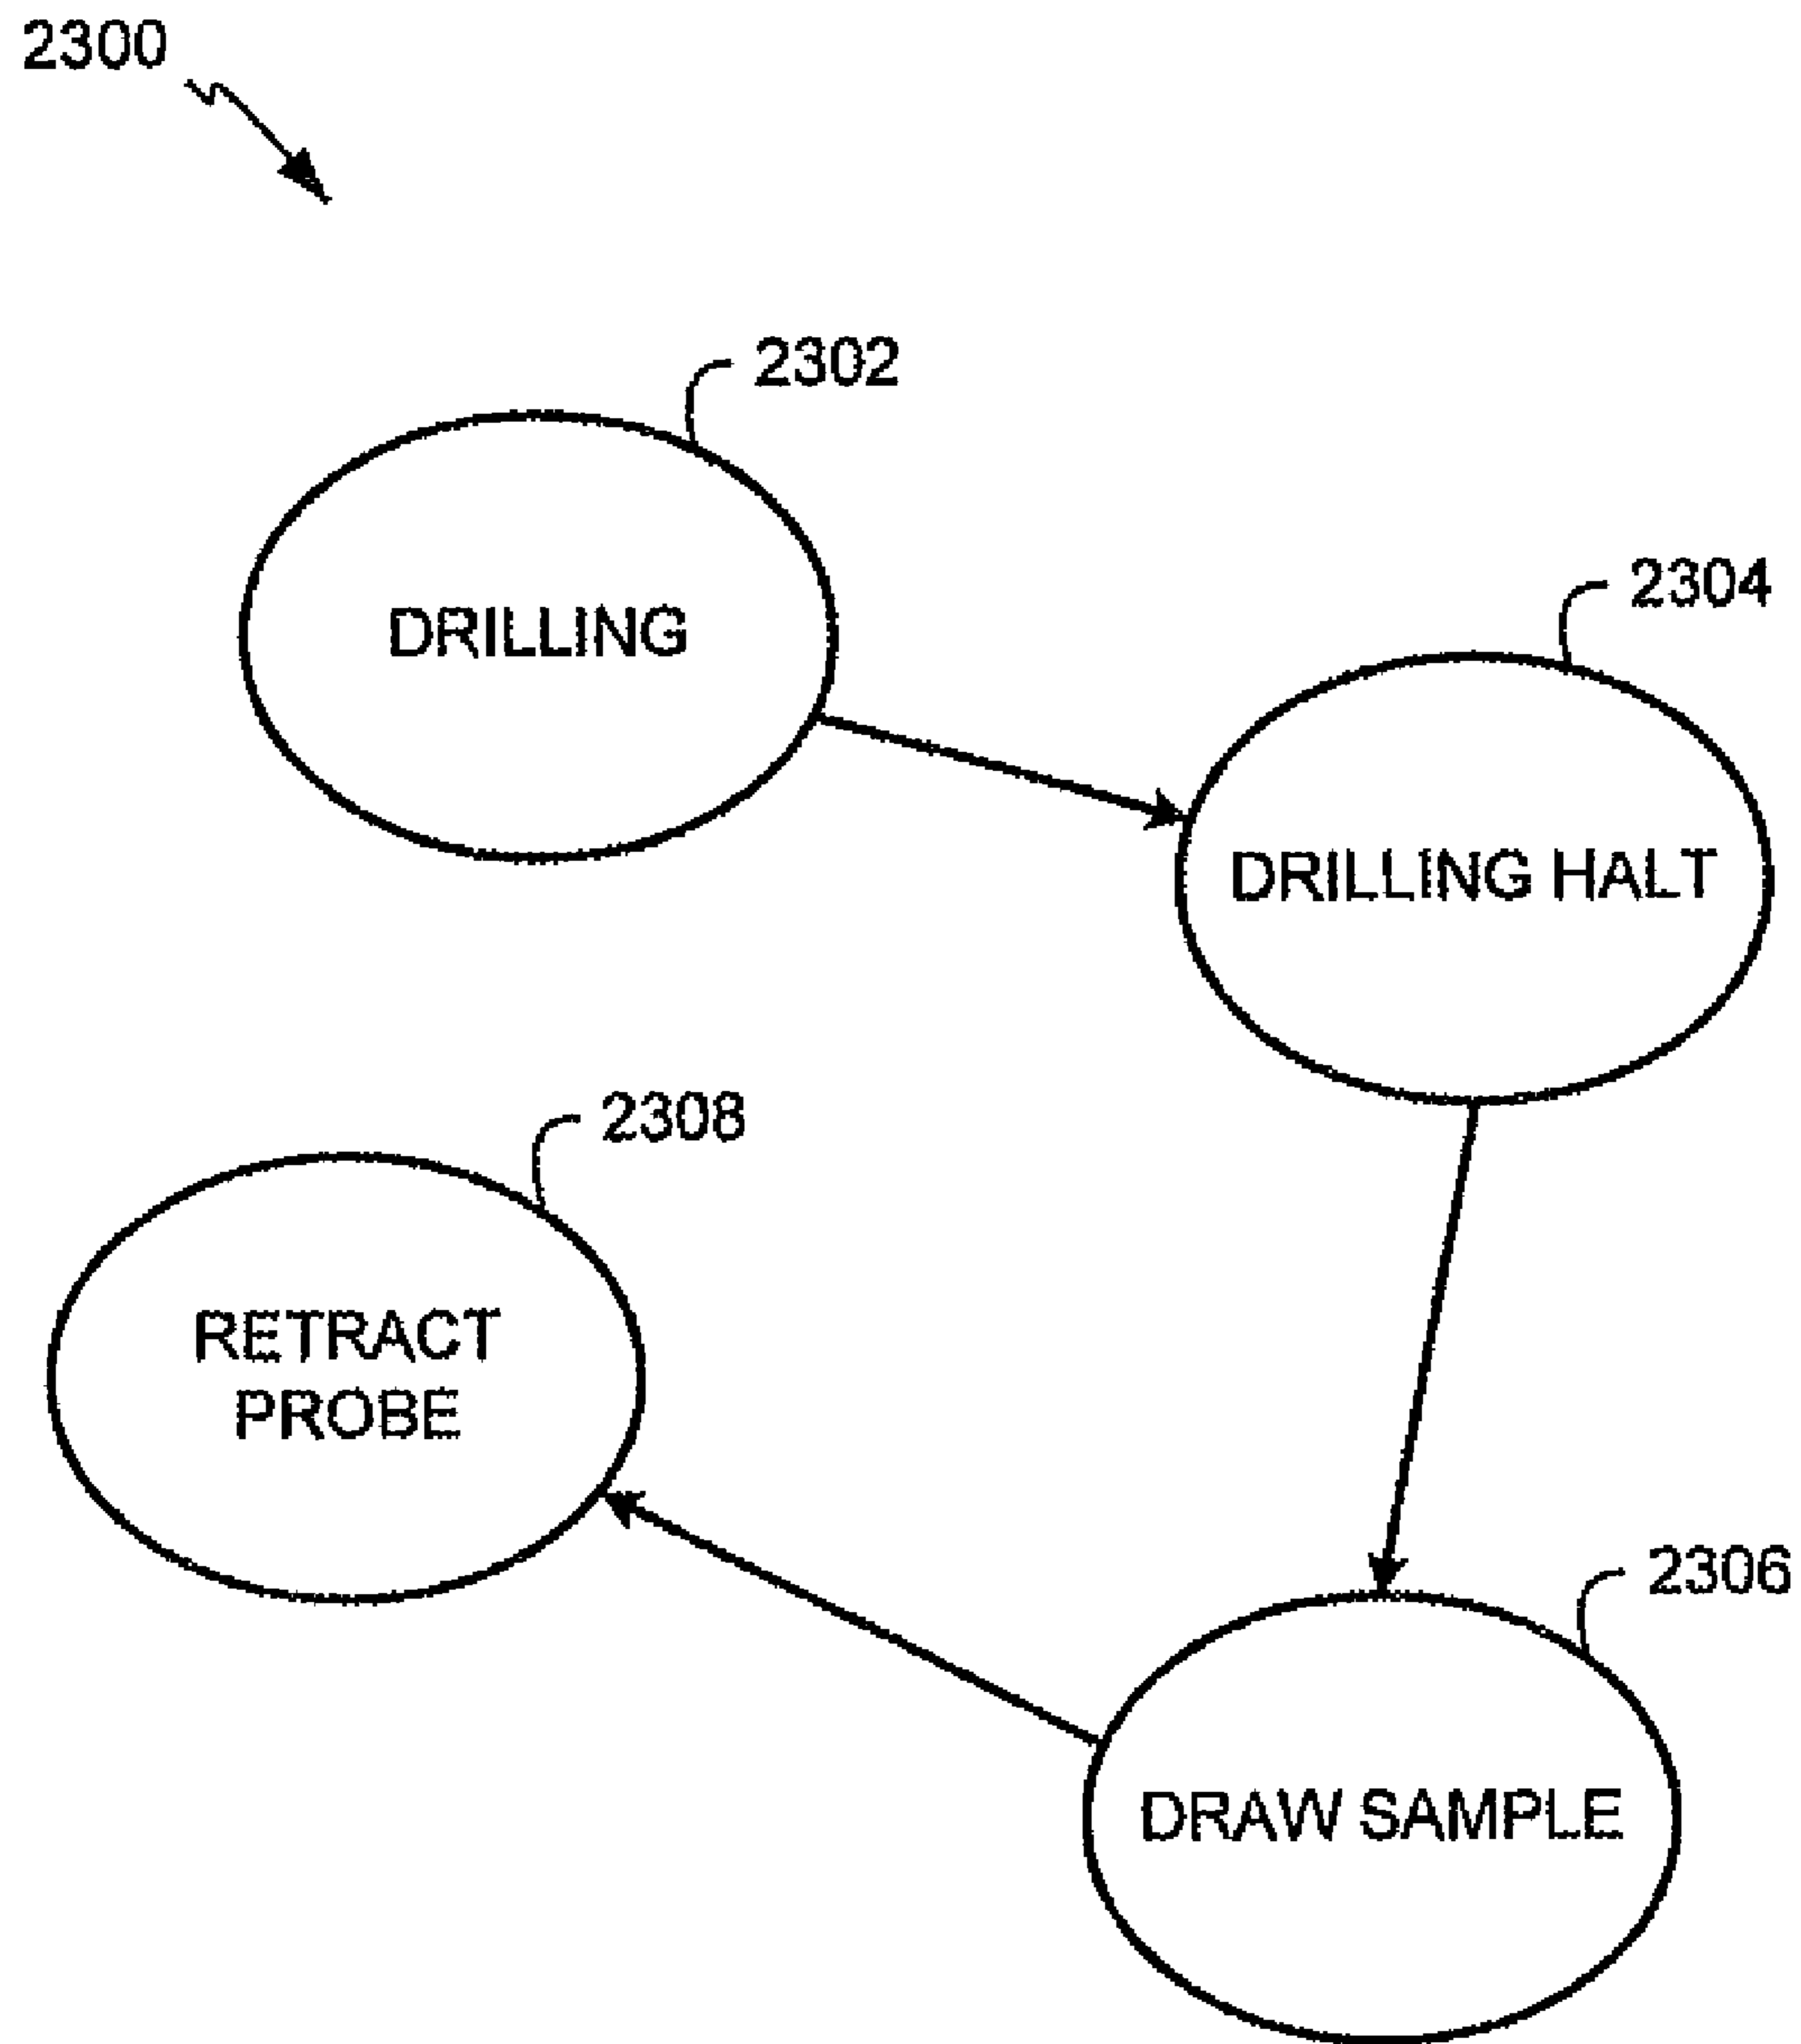 2300
2302
DRILLING
2304
DRILLING HALT
2308
RETRACT
PROBE
2306
DRAW SAMPLE